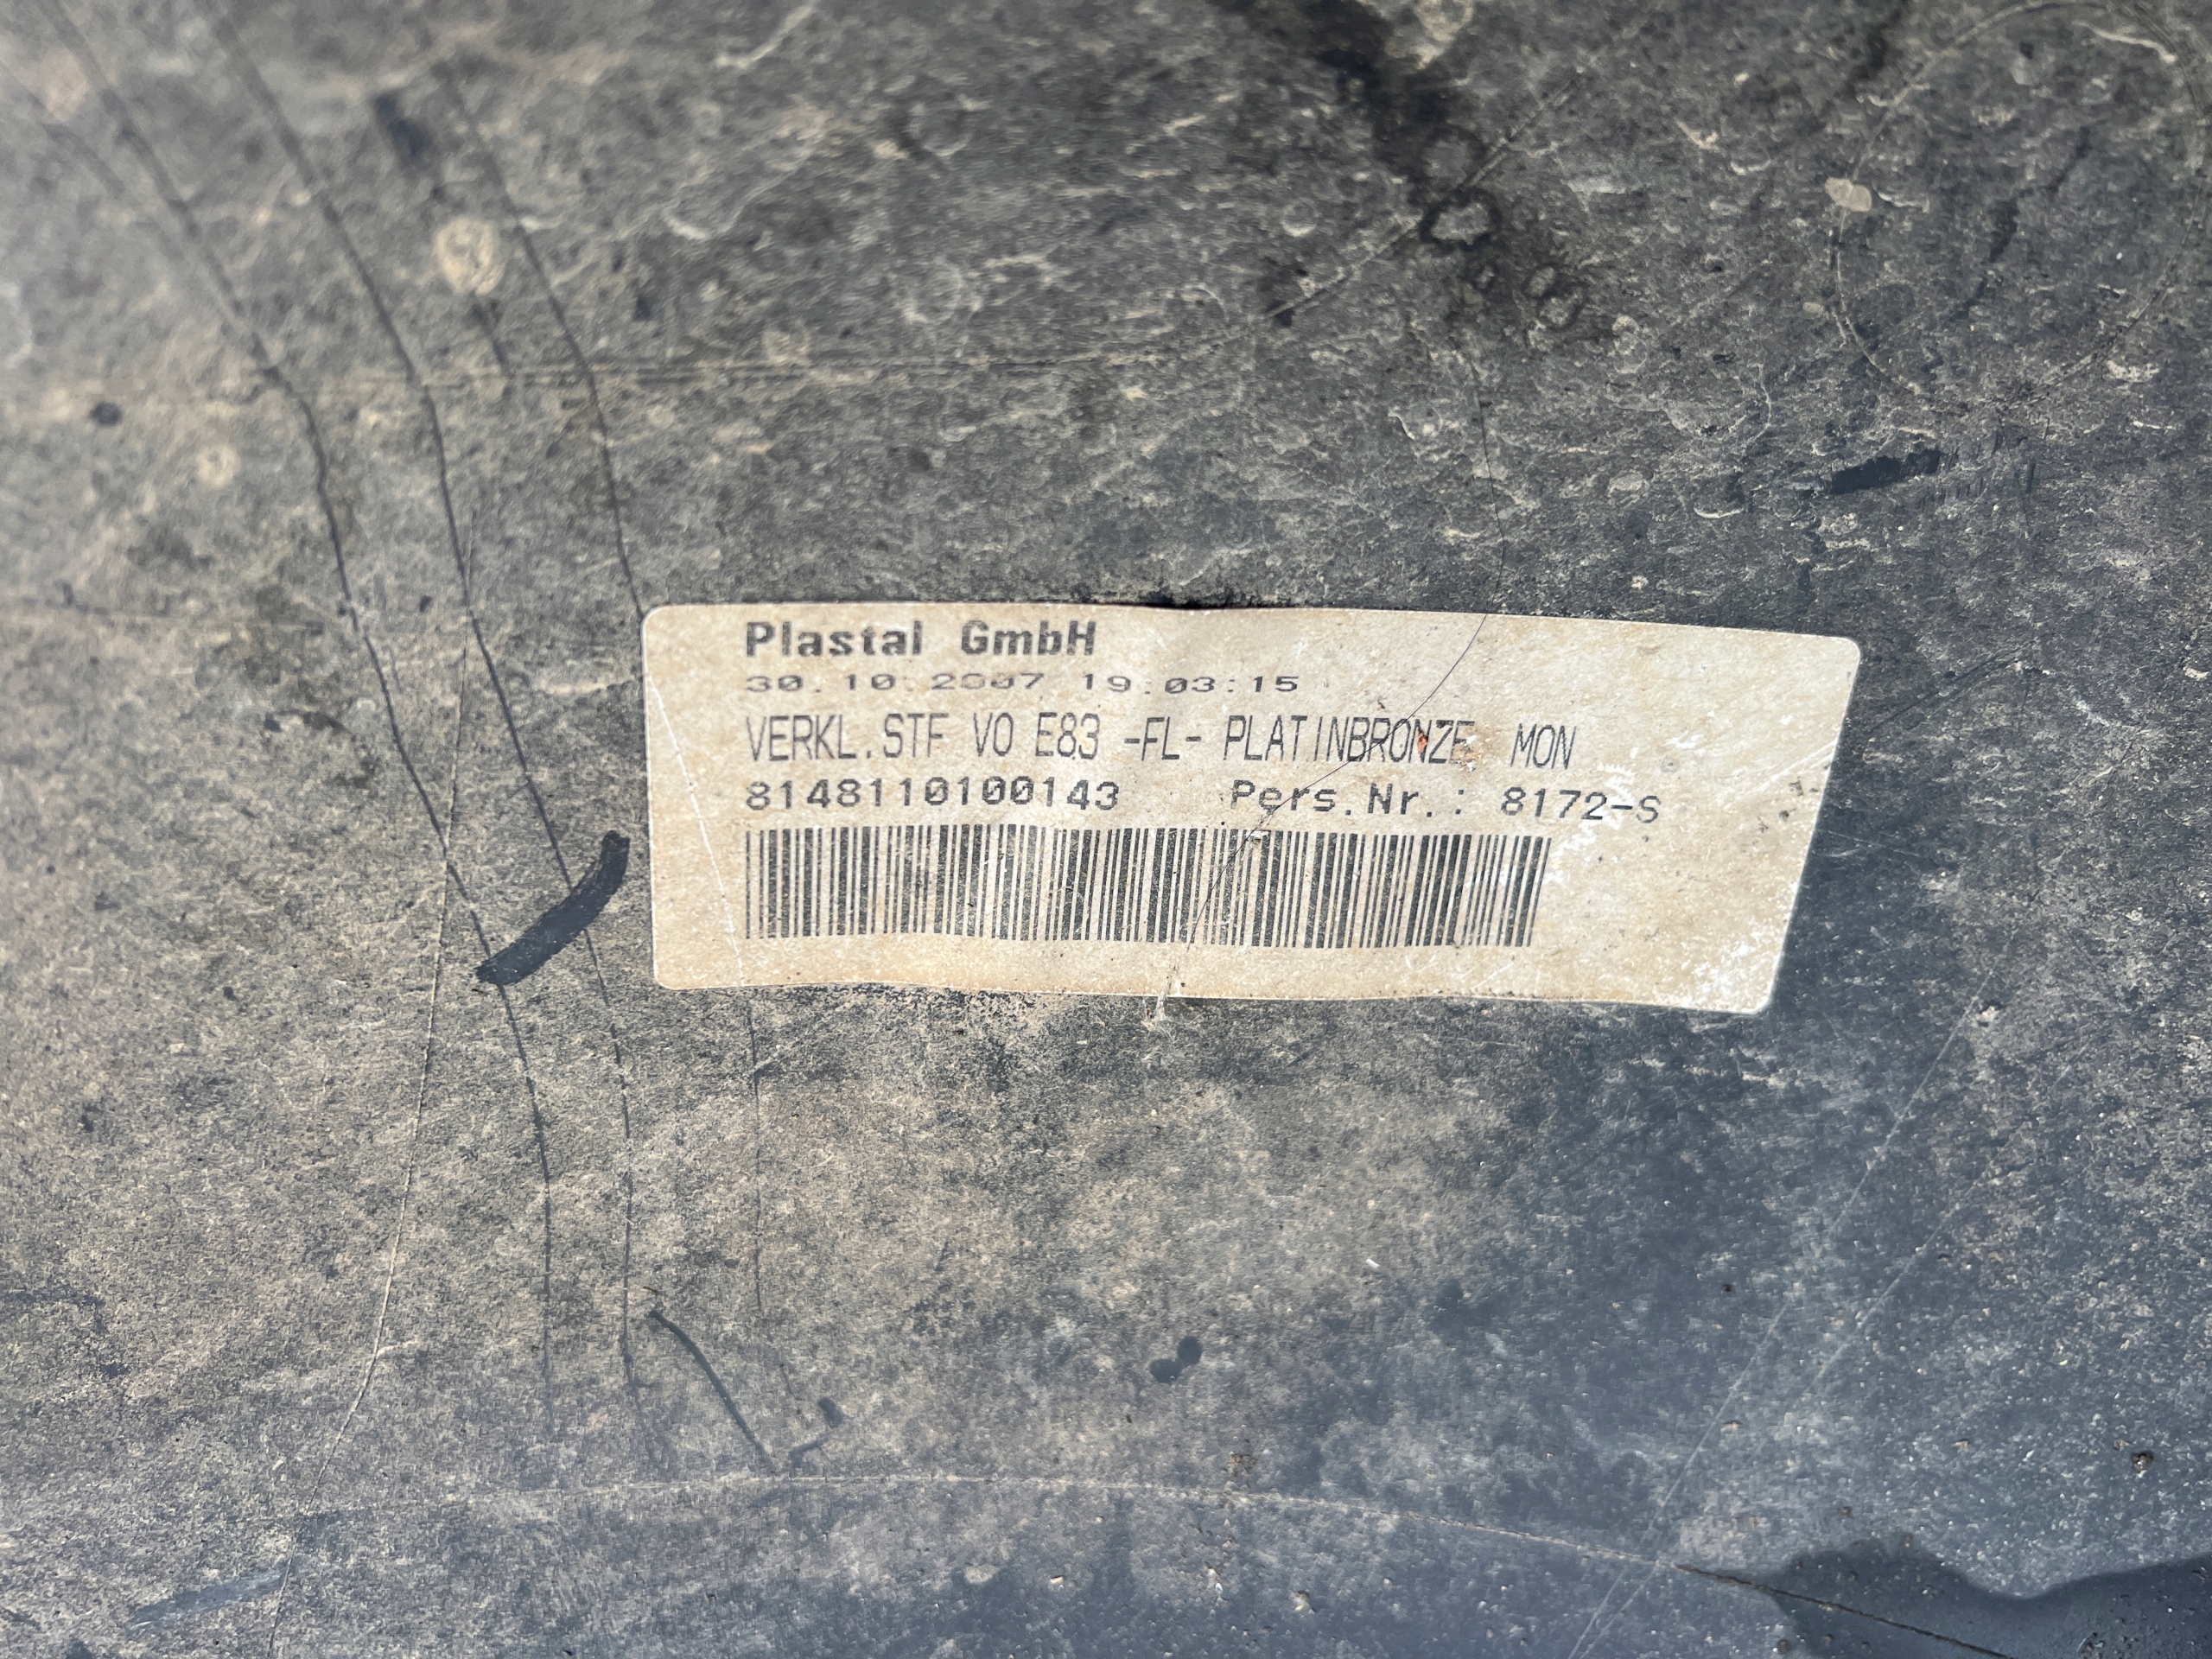 Plastal GmbH
30.10.2007 19:03:15
VERKL.STF VO E83 -FL- PLATINBRONZE MON
8148110100143 Pers.Nr.: 8172-S